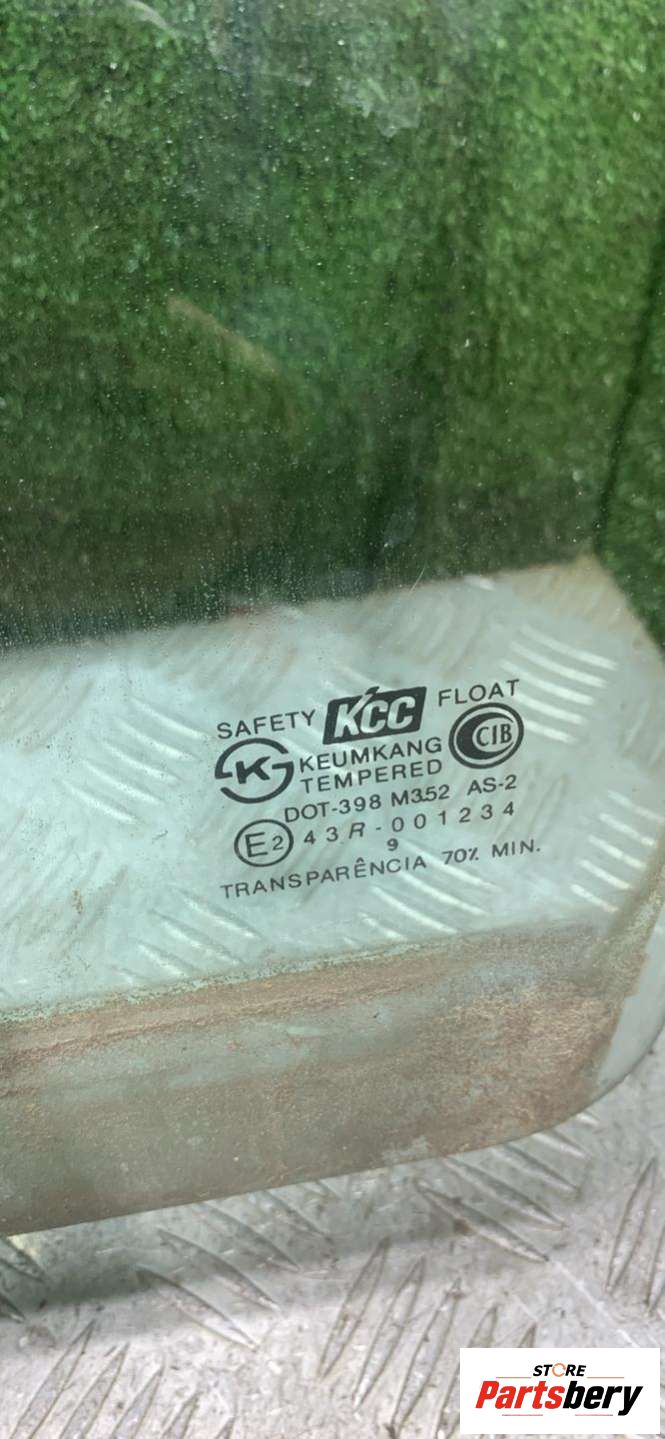 SAFETY KCC FLOAT
K KEUMKANG CIB
TEMPERED
DOT-398 M352 AS-2
E2 43R-001234
9
TRANSPARÊNCIA 70% MIN.
STORE
Partsbery